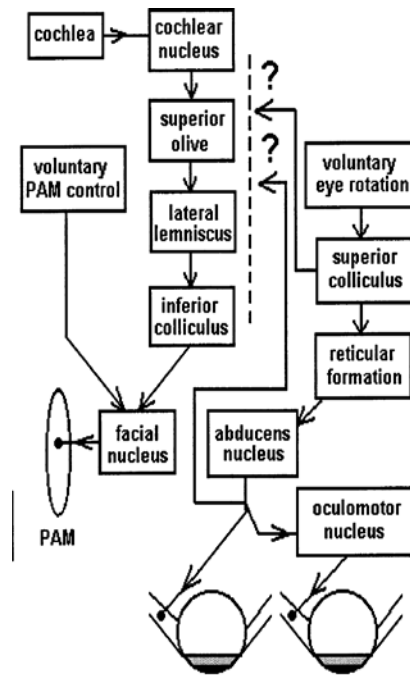 cochlea
cochlear
nucleus
?
superior
olive
?
voluntary
PAM control
voluntary
eye rotation
lateral
lemniscus
superior
colliculus
inferior
colliculus
reticular
formation
facial
nucleus
abducens
nucleus
oculomotor
nucleus
PAM